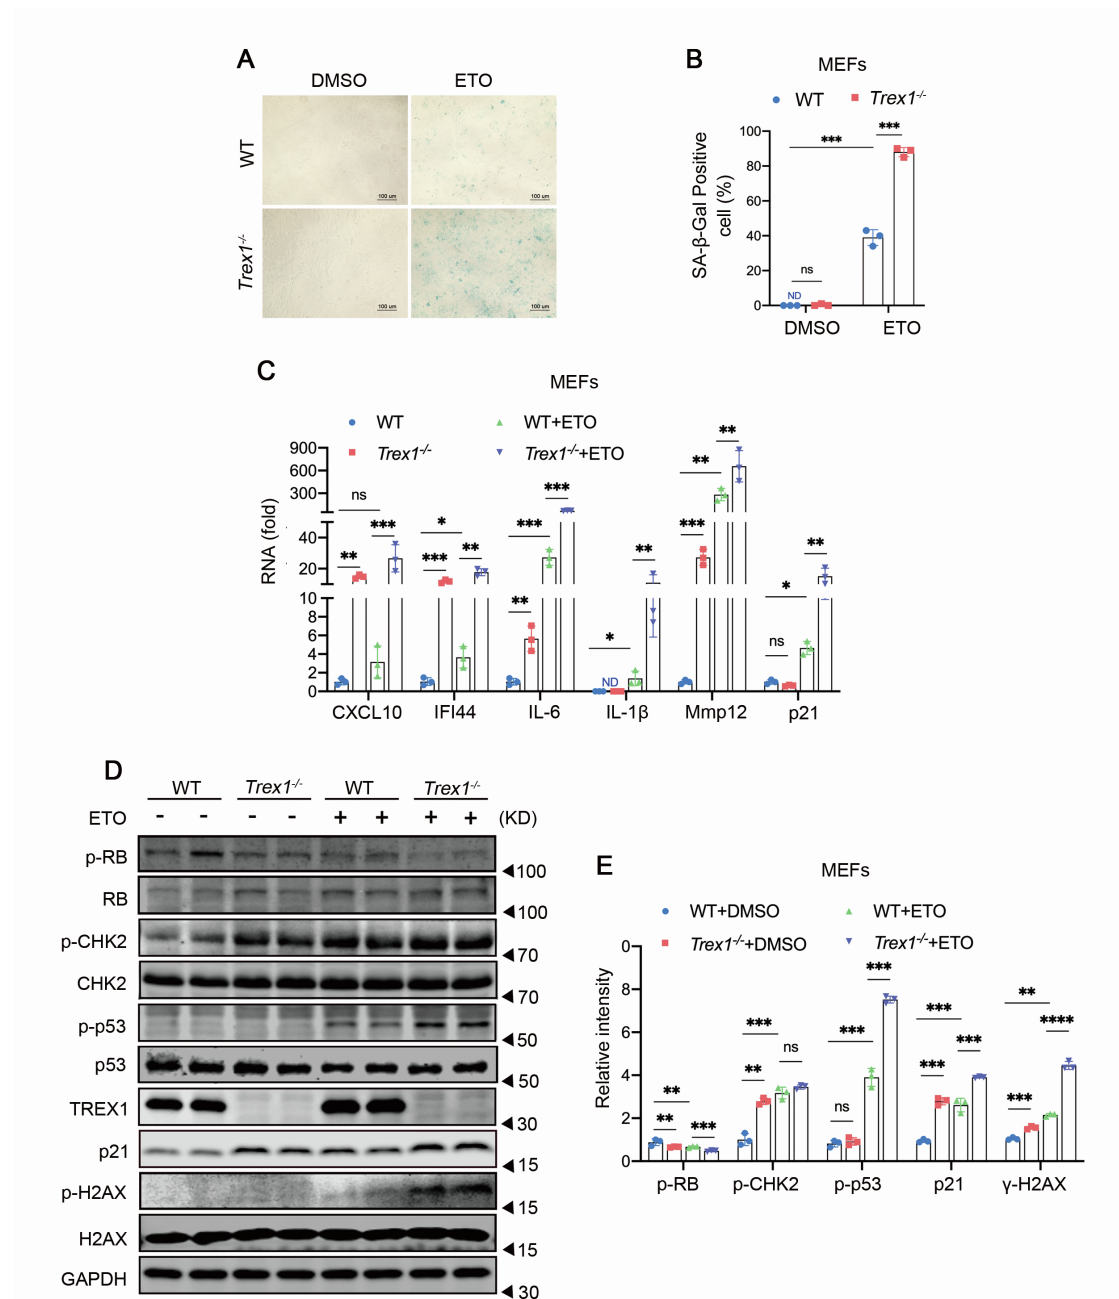 A
DMSO ETO
WT
Trex1-/-
100 um
100 um
100 um
100 um
B
MEFs
WT Trex1-/-
SA-β-Gal Positive
cell (%)
100
80
60
40
20
0
***
***
ns
ND
DMSO ETO
C
MEFs
WT WT+ETO
Trex1-/- Trex1-/-+ETO
RNA (fold)
900
600
300
40
20
10
8
6
4
2
0
ns
**
***
*
***
**
***
***
**
**
*
ND
**
**
***
**
*
ns
CXCL10 IFI44 IL-6 IL-1β Mmp12 p21
D
WT Trex1-/- WT Trex1-/-
ETO - - - - + + + + (KD)
p-RB 100
RB 100
p-CHK2 70
CHK2 70
p-p53 50
p53 50
TREX1 30
p21 15
p-H2AX 15
H2AX 15
GAPDH 30
E
MEFs
WT+DMSO WT+ETO
Trex1-/-+DMSO Trex1-/-+ETO
Relative intensity
0
8
6
4
2
0
**
**
***
***
**
ns
***
***
ns
***
***
***
**
****
***
p-RB p-CHK2 p-p53 p21 γ-H2AX